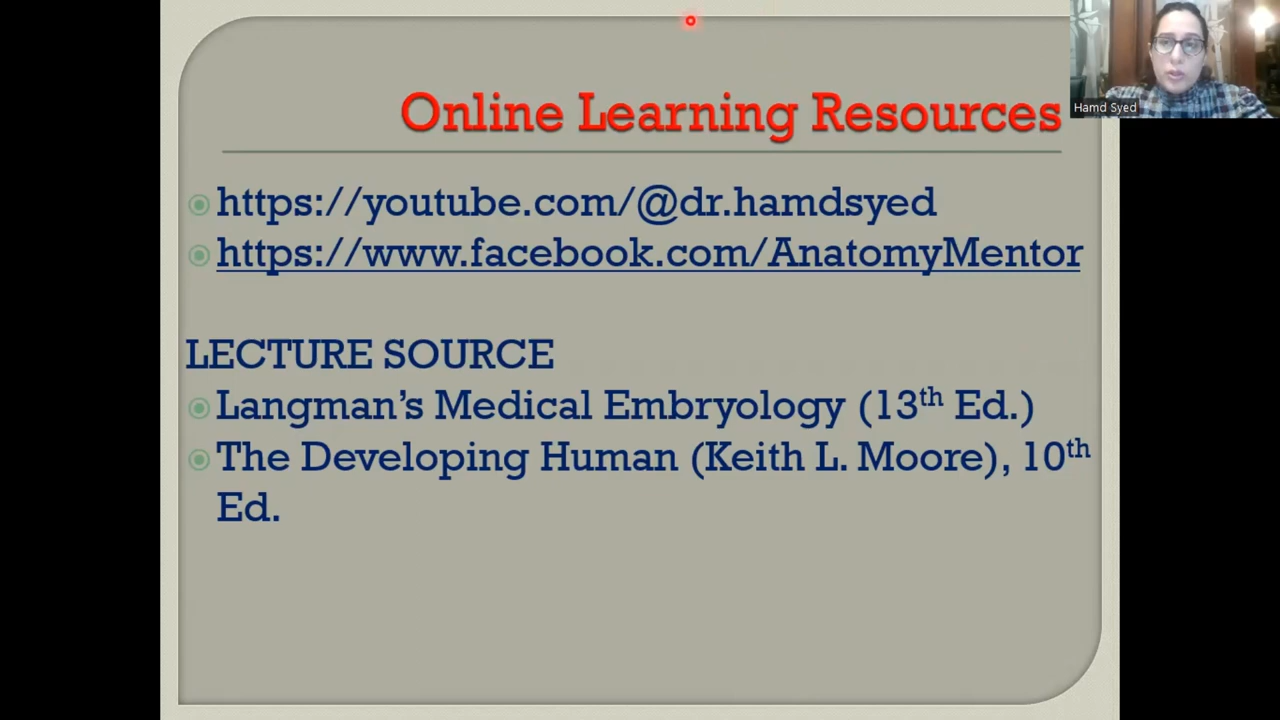 Online Learning Resources
Hamd Syed
https://youtube.com/@dr.hamdsyed
https://www.facebook.com/AnatomyMentor
LECTURE SOURCE
Langman’s Medical Embryology (13th Ed.)
The Developing Human (Keith L. Moore), 10th
Ed.